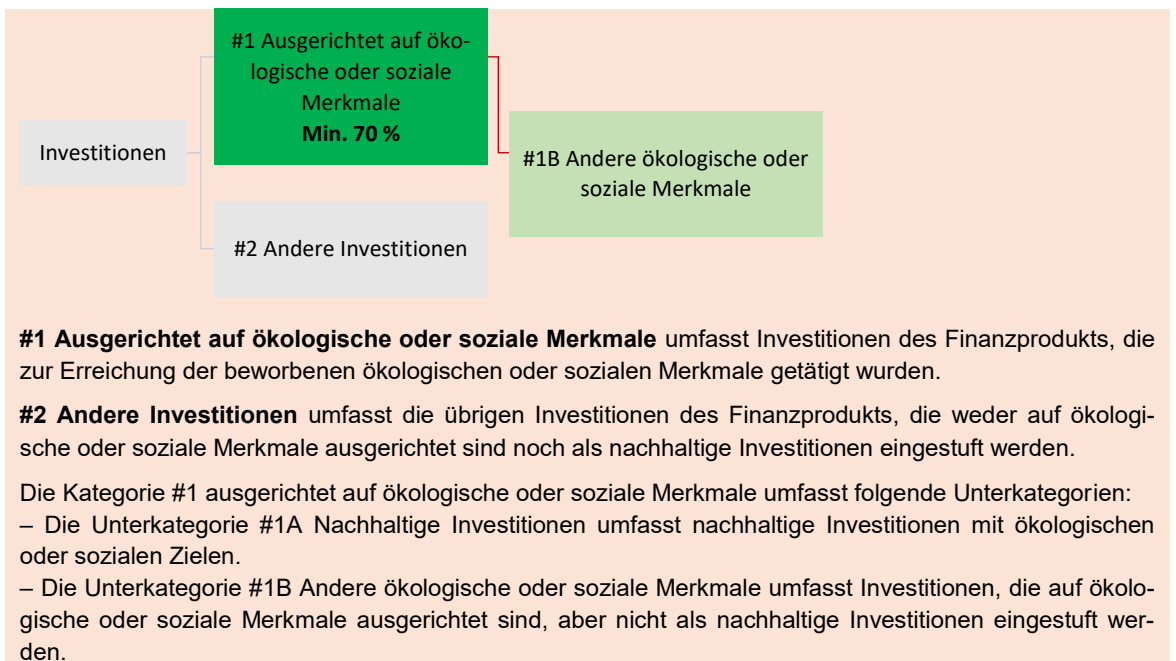 #1 Ausgerichtet auf öko-
logische oder soziale
Merkmale
Min. 70 %
Investitionen
#1B Andere ökologische oder
soziale Merkmale
#2 Andere Investitionen
#1 Ausgerichtet auf ökologische oder soziale Merkmale umfasst Investitionen des Finanzprodukts, die
zur Erreichung der beworbenen ökologischen oder sozialen Merkmale getätigt wurden.
#2 Andere Investitionen umfasst die übrigen Investitionen des Finanzprodukts, die weder auf ökologi-
sche oder soziale Merkmale ausgerichtet sind noch als nachhaltige Investitionen eingestuft werden.
Die Kategorie #1 ausgerichtet auf ökologische oder soziale Merkmale umfasst folgende Unterkategorien:
– Die Unterkategorie #1A Nachhaltige Investitionen umfasst nachhaltige Investitionen mit ökologischen
oder sozialen Zielen.
– Die Unterkategorie #1B Andere ökologische oder soziale Merkmale umfasst Investitionen, die auf ökolo-
gische oder soziale Merkmale ausgerichtet sind, aber nicht als nachhaltige Investitionen eingestuft wer-
den.